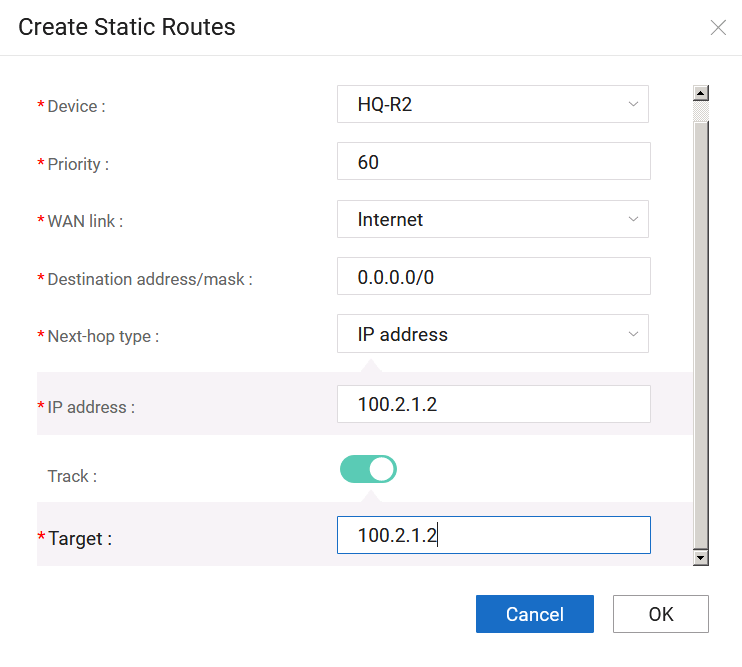 Create Static Routes
* Device :
HQ-R2
* Priority :
60
* WAN link :
Internet
* Destination address/mask :
0.0.0.0/0
* Next-hop type :
IP address
* IP address :
100.2.1.2
Track :
* Target :
100.2.1.2
Cancel
OK